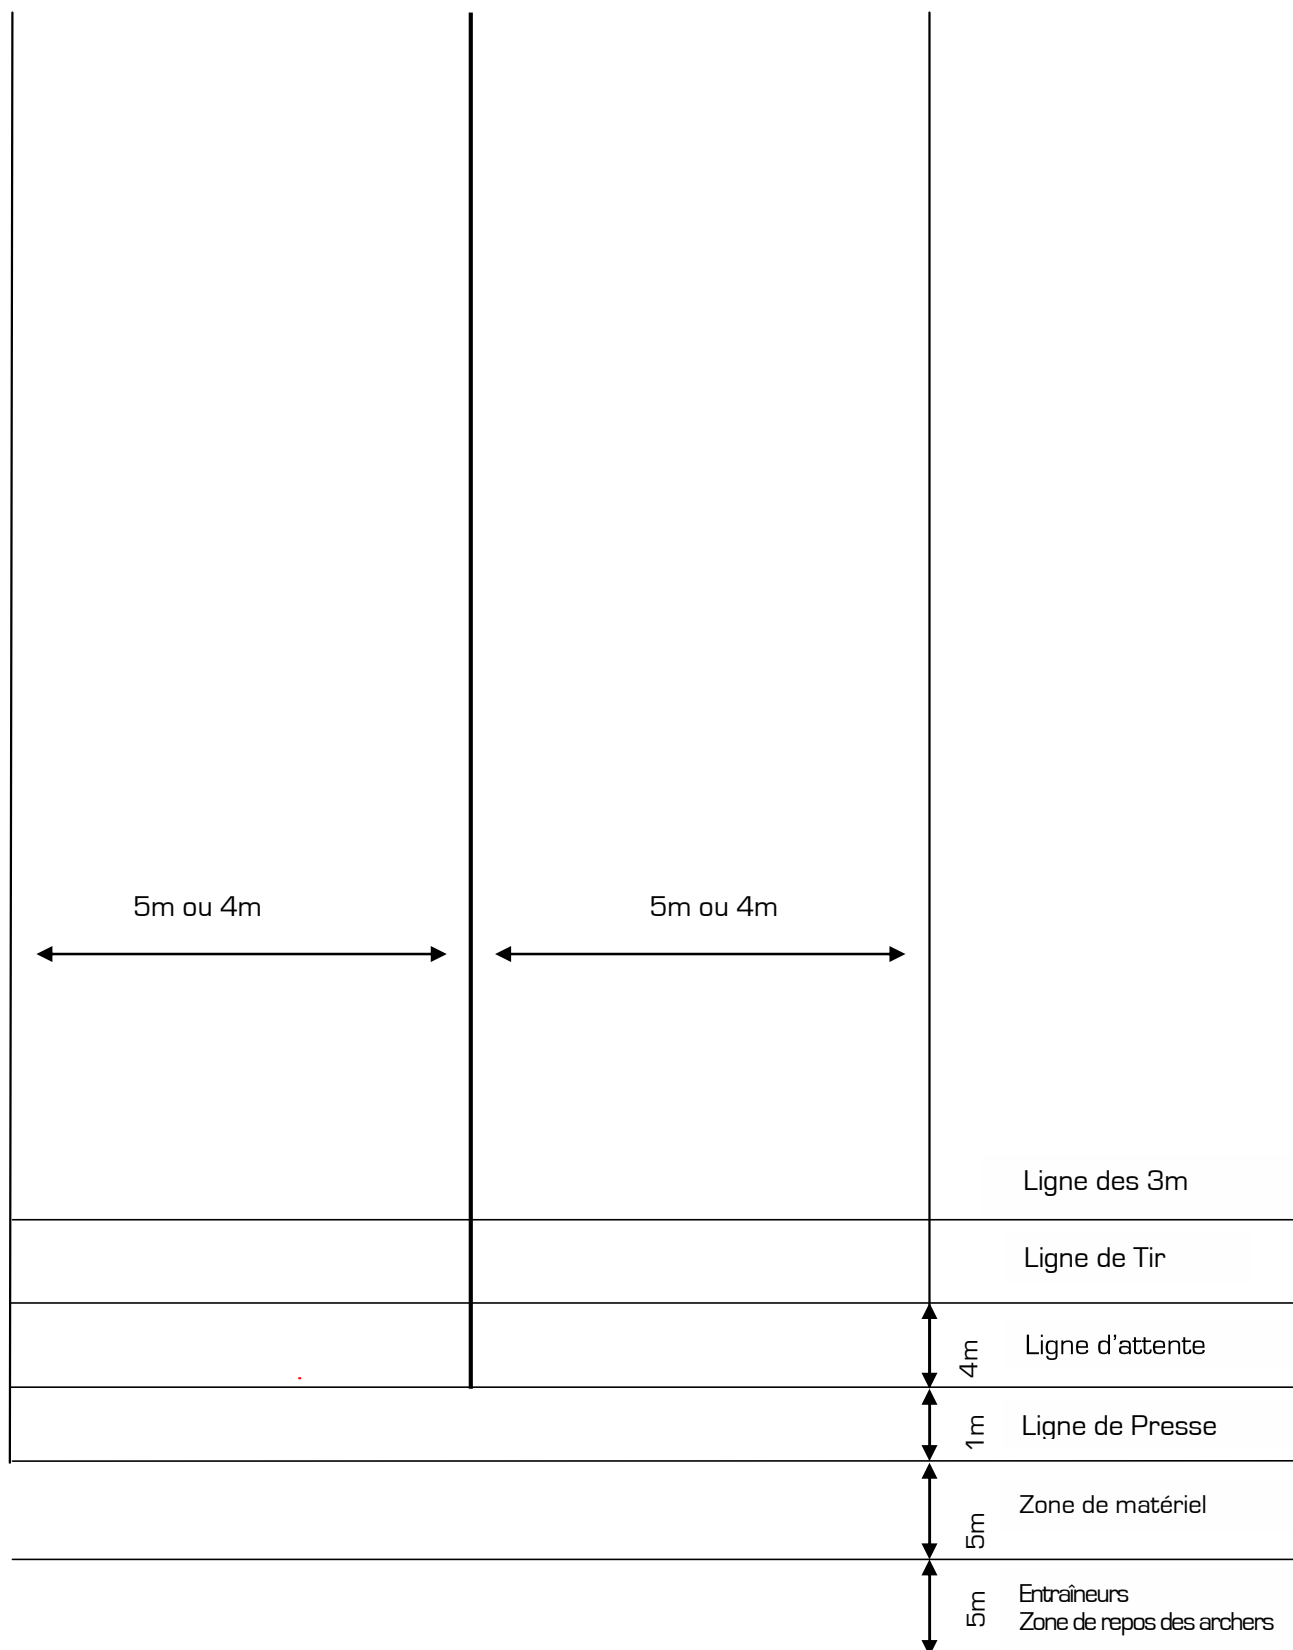 5m ou 4m
5m ou 4m
Ligne des 3m
Ligne de Tir
Ligne d'attente
4m
Ligne de Presse
1m
Zone de matériel
5m
Entraîneurs
Zone de repos des archers
5m